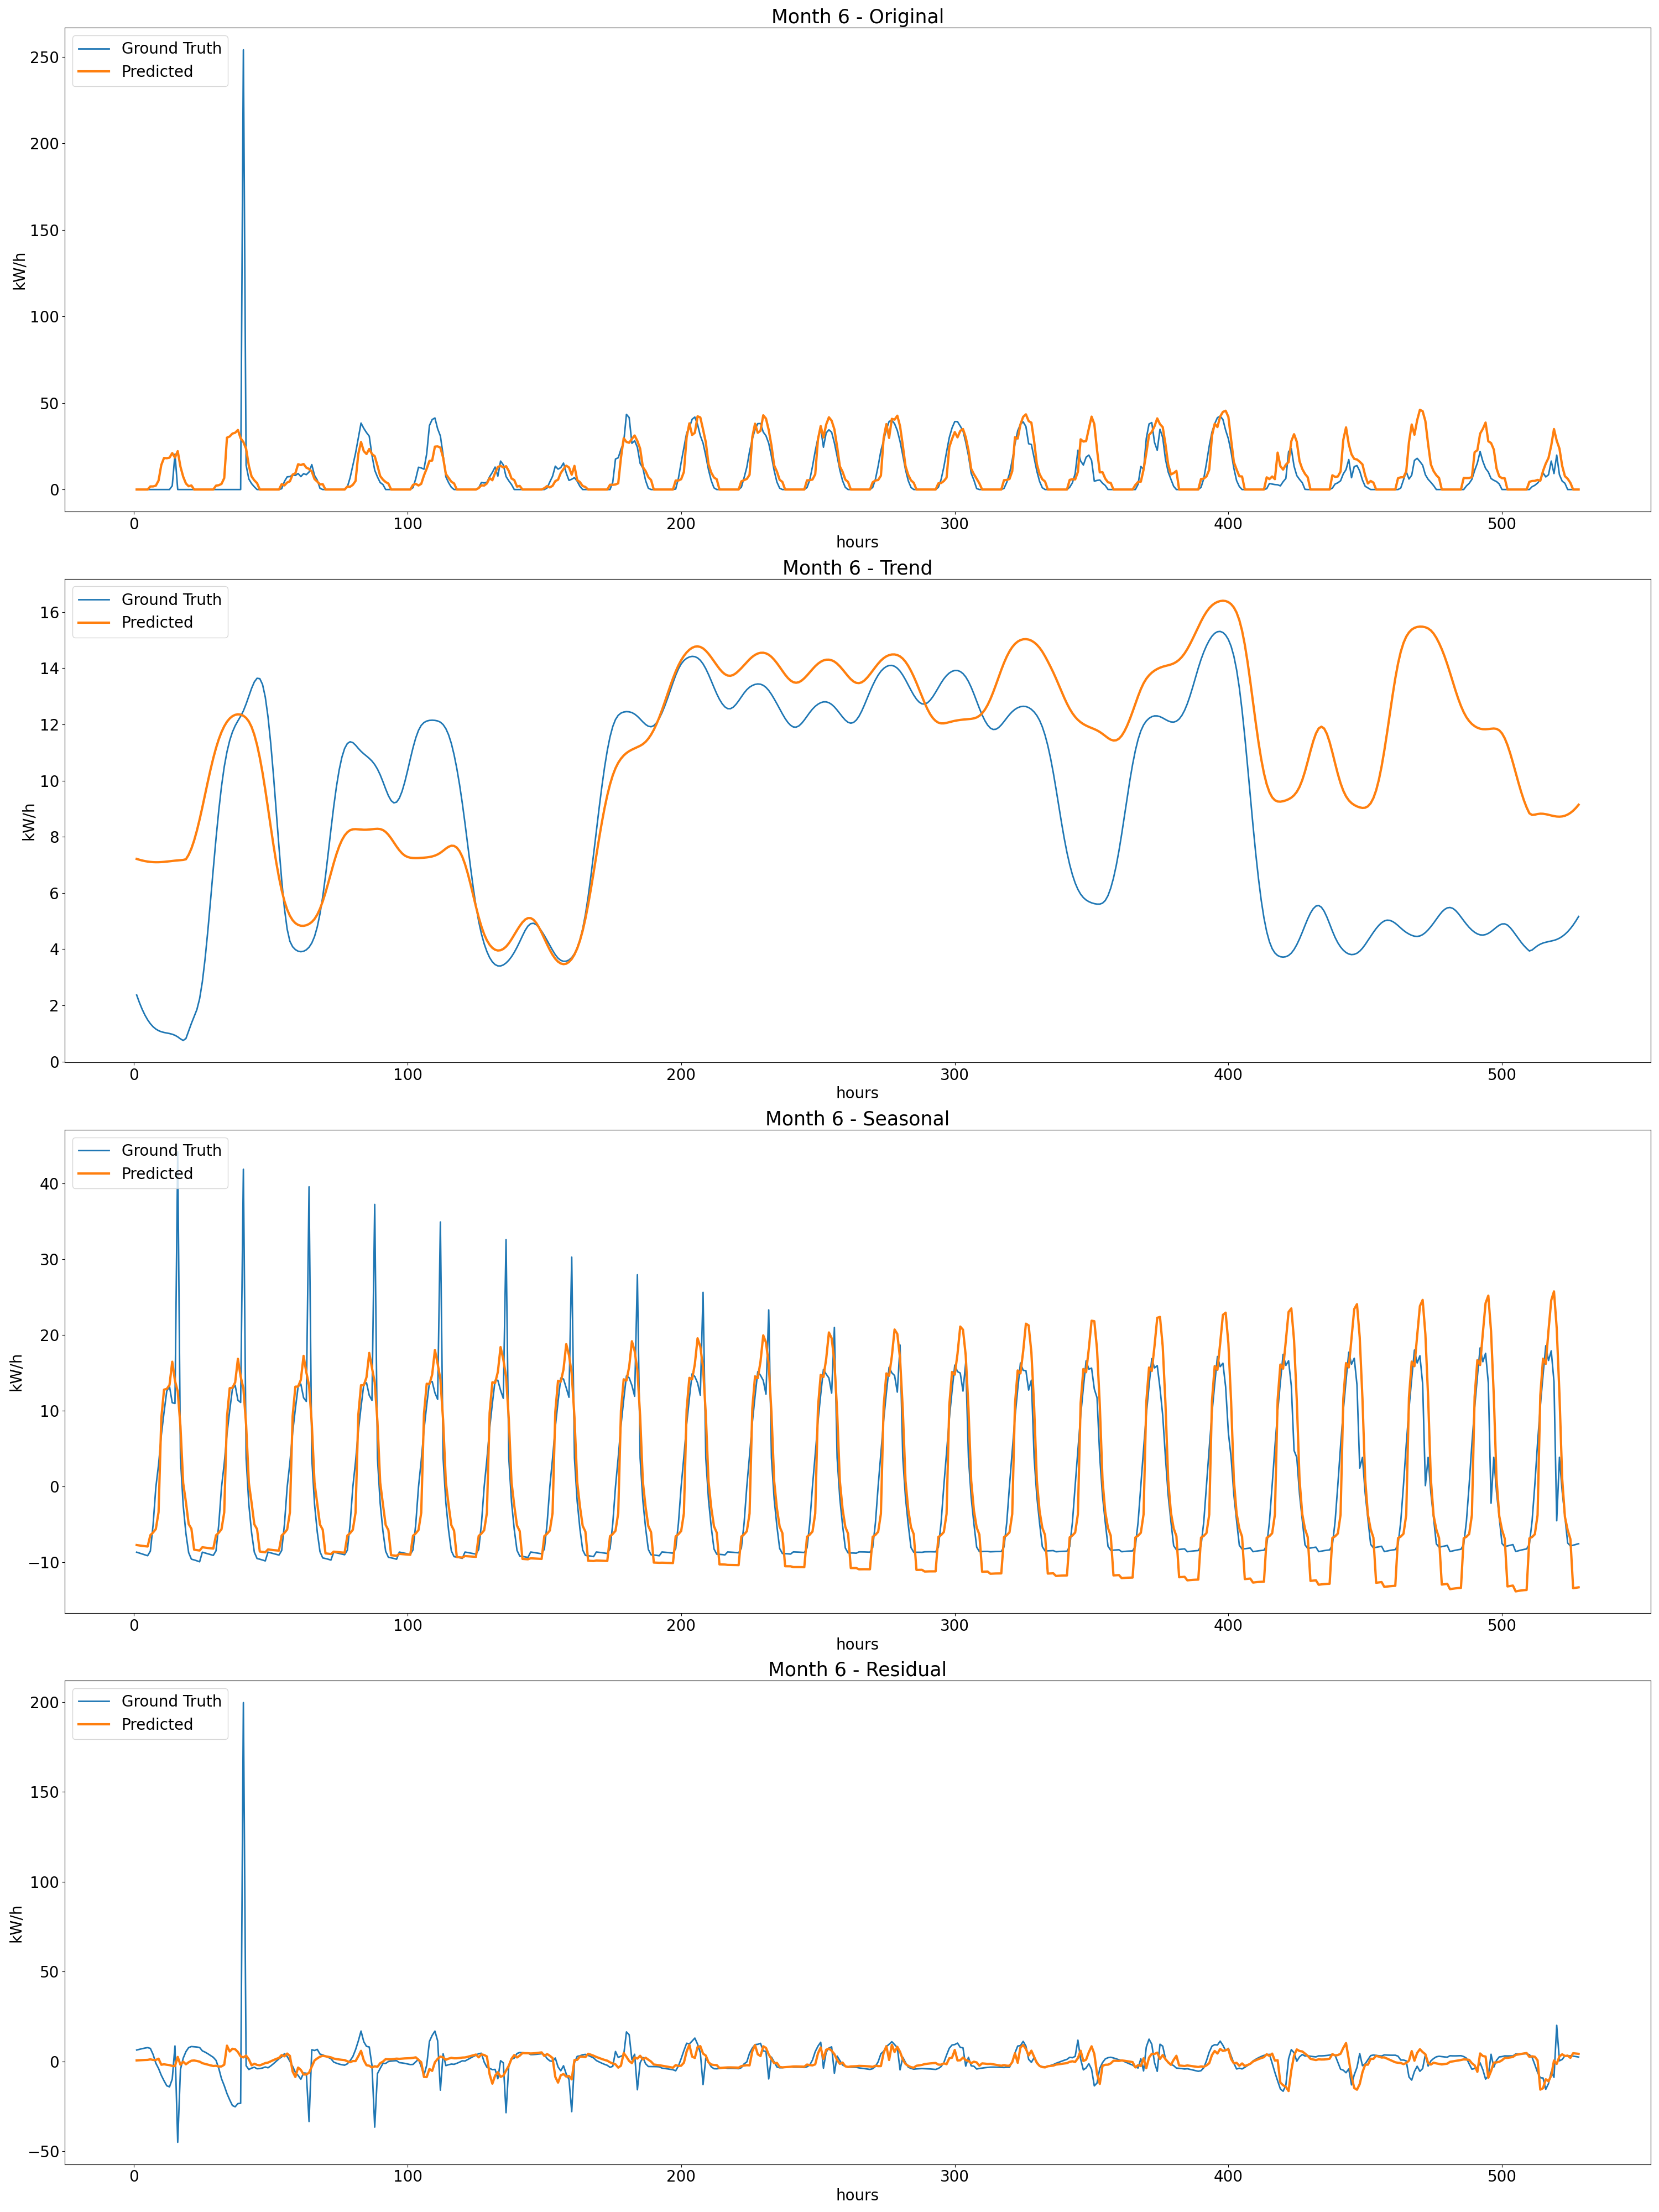 Month 6 - Original
Ground Truth
Predicted
250
200
150
100
50
0
kW/h
0 100 200 300 400 500
hours
Month 6 - Trend
Ground Truth
Predicted
16
14
12
10
8
6
4
2
0
kW/h
0 100 200 300 400 500
hours
Month 6 - Seasonal
Ground Truth
Predicted
40
30
20
10
0
−10
kW/h
0 100 200 300 400 500
hours
Month 6 - Residual
Ground Truth
Predicted
200
150
100
50
0
−50
kW/h
0 100 200 300 400 500
hours